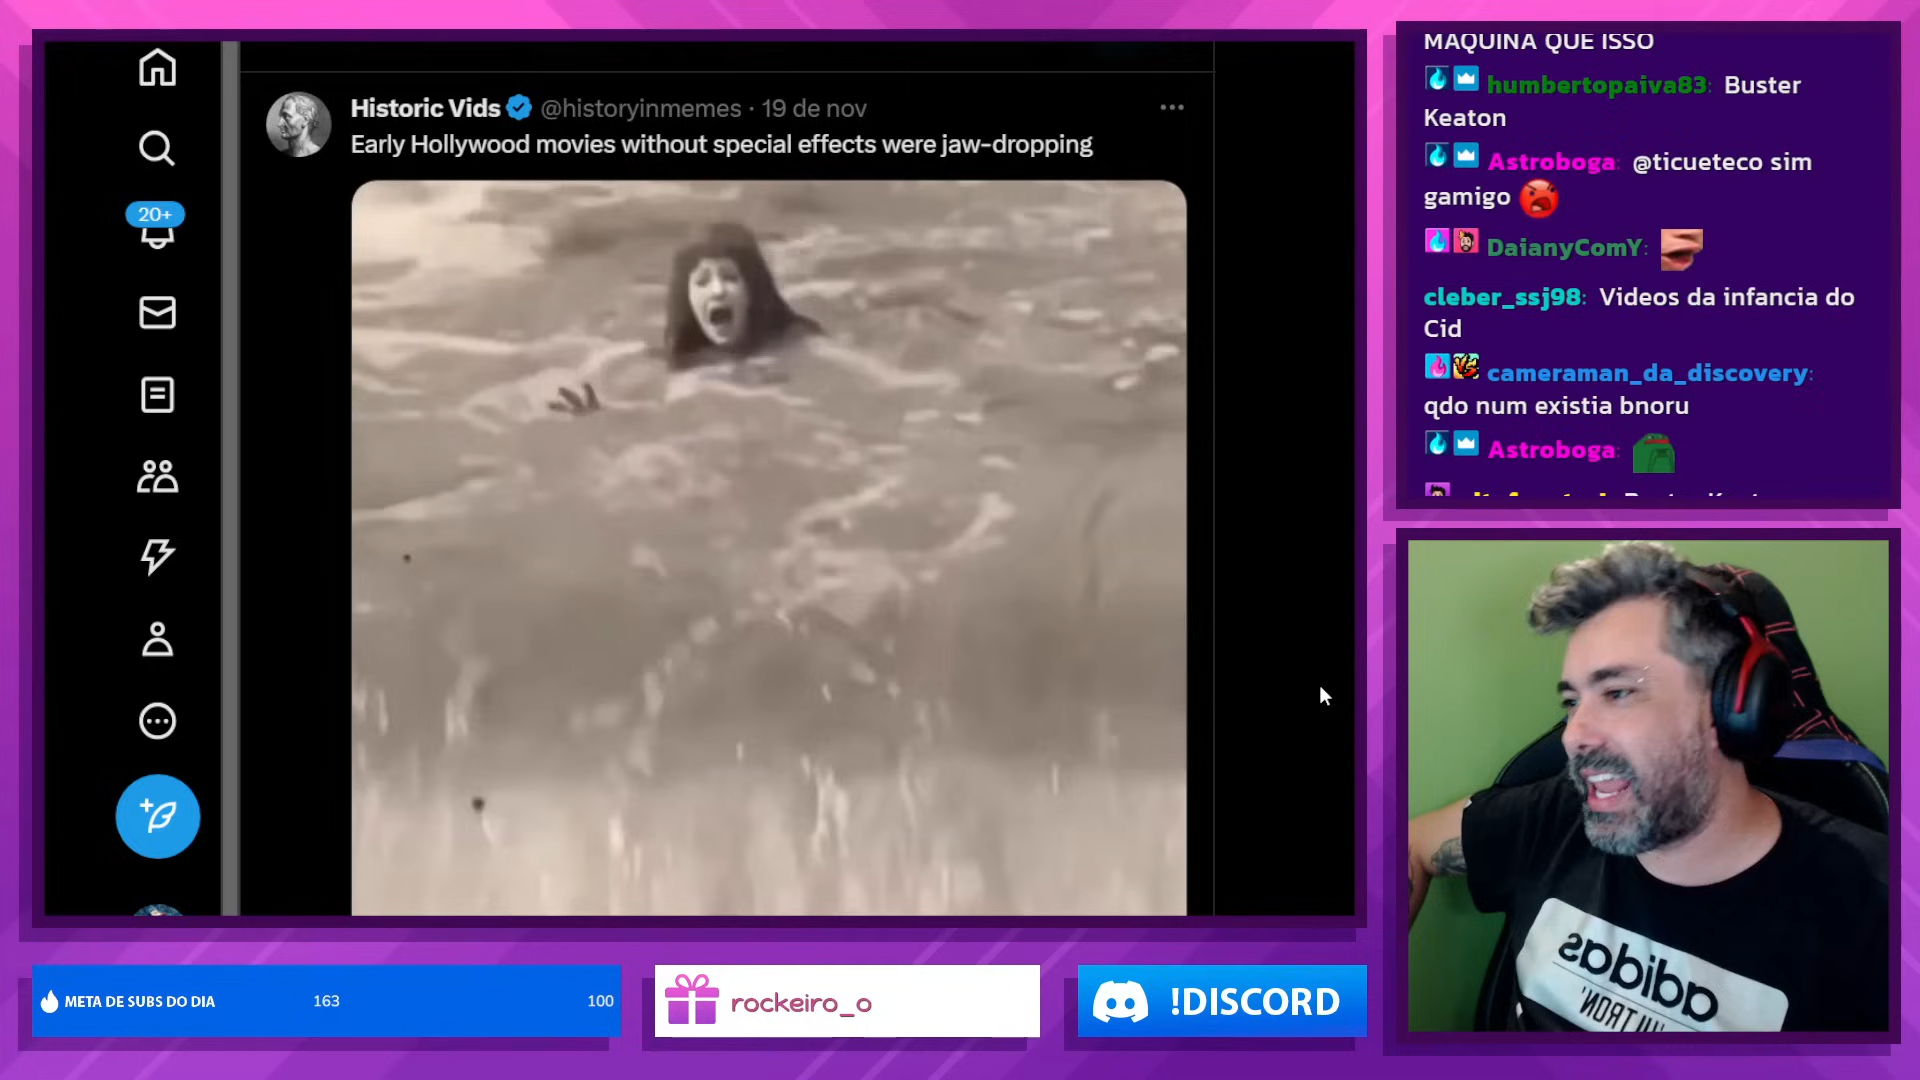 Historic Vids @historyinmemes · 19 de nov
Early Hollywood movies without special effects were jaw-dropping
20+
MAQUINA QUE ISSO
humbertopaiva83: Buster
Keaton
Astroboga: @ticueteco sim
gamigo
DaianyComY:
cleber_ssj98: Videos da infancia do
Cid
cameraman_da_discovery:
qdo num existia bnoru
Astroboga:
adidas
META DE SUBS DO DIA 163 100
rockeiro_o
!DISCORD